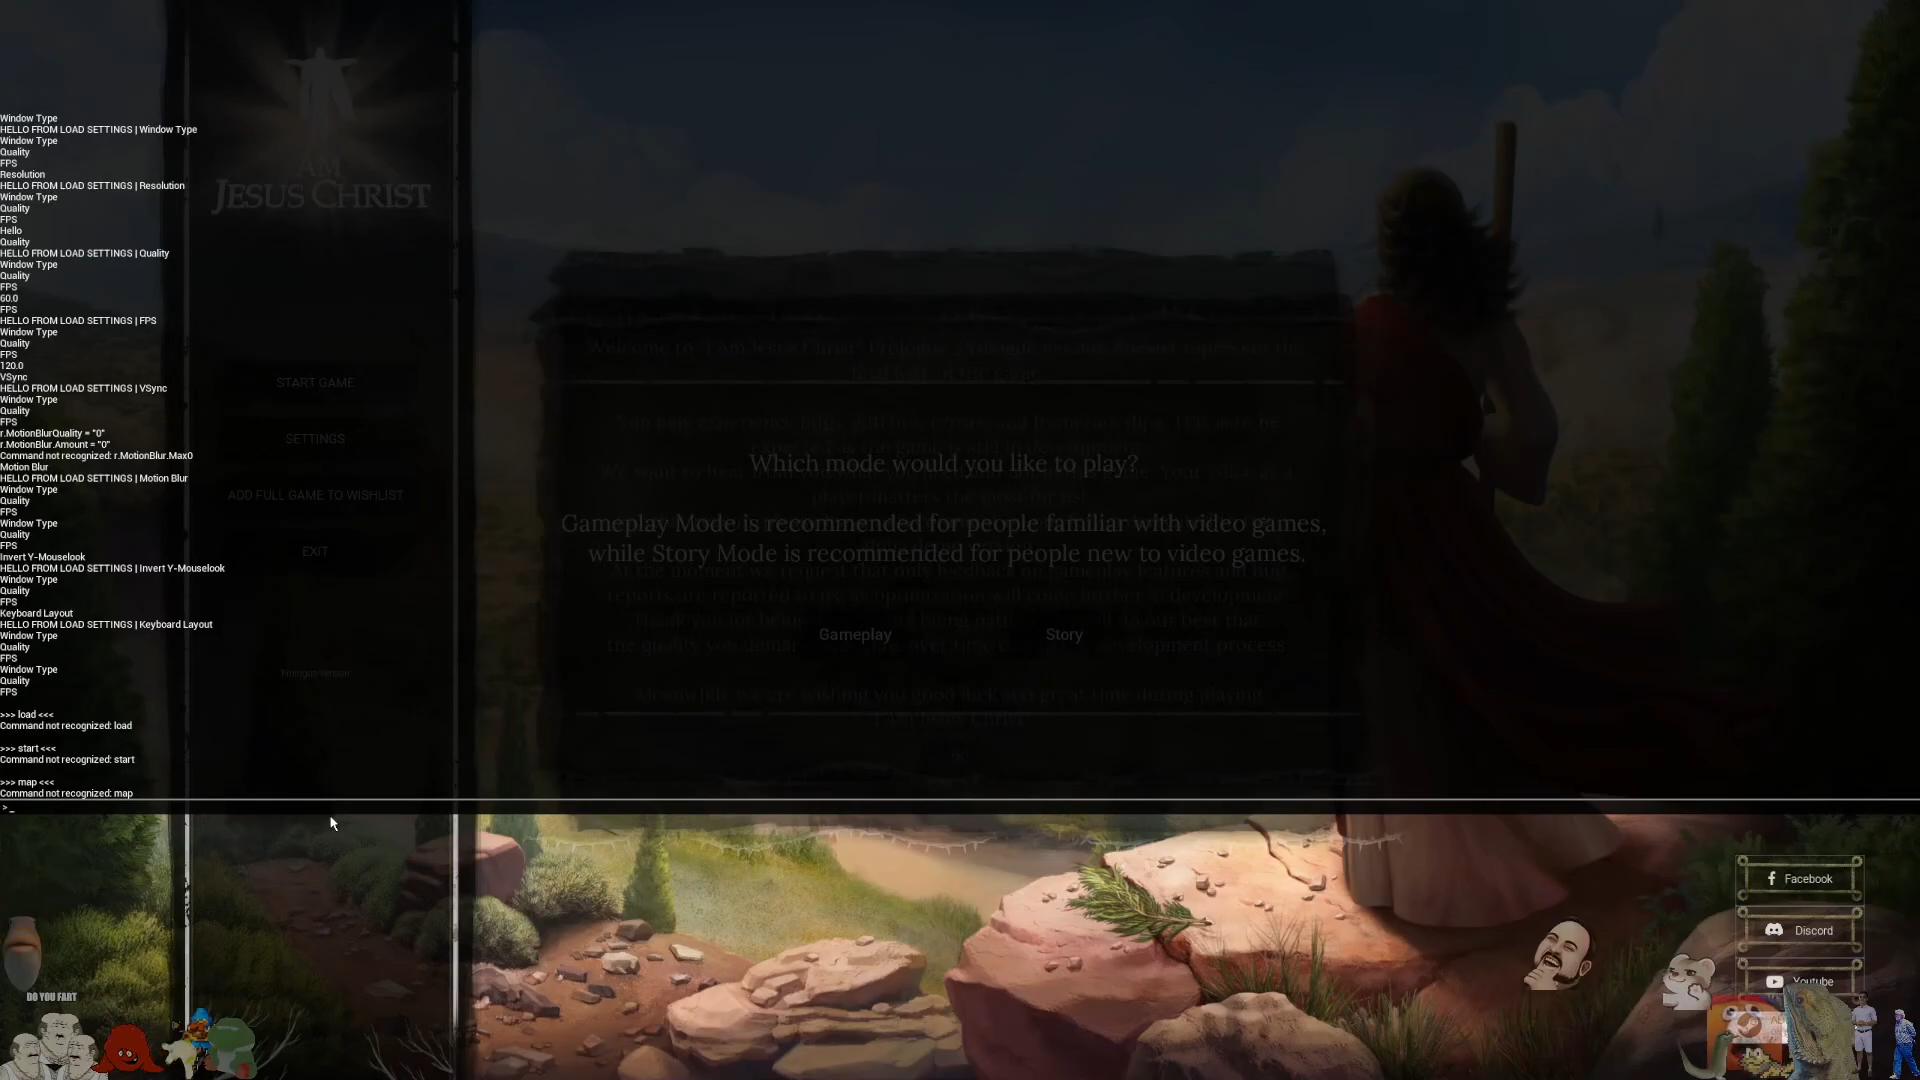 Window Type
HELLO FROM LOAD SETTINGS | Window Type
Window Type
Quality
FPS
Resolution
HELLO FROM LOAD SETTINGS | Resolution
Window Type
Quality
FPS
Hello
Quality
HELLO FROM LOAD SETTINGS | Quality
Window Type
Quality
FPS
60.0
FPS
HELLO FROM LOAD SETTINGS | FPS
Window Type
Quality
FPS
120.0
VSync
HELLO FROM LOAD SETTINGS | VSync
Window Type
Quality
FPS
r.MotionBlurQuality = "0"
r.MotionBlur.Amount = "0"
Command not recognized: r.MotionBlur.Max0
Motion Blur
HELLO FROM LOAD SETTINGS | Motion Blur
Window Type
Quality
FPS
Window Type
Quality
FPS
Invert Y-Mouselook
HELLO FROM LOAD SETTINGS | Invert Y-Mouselook
Window Type
Quality
FPS
Keyboard Layout
HELLO FROM LOAD SETTINGS | Keyboard Layout
Window Type
Quality
FPS
Window Type
Quality
FPS
>>> load <<<
Command not recognized: load
>>> start <<<
Command not recognized: start
>>> map <<<
Command not recognized: map
>_
I AM
JESUS CHRIST
START GAME
SETTINGS
ADD FULL GAME TO WISHLIST
EXIT
Prologue Version
Which mode would you like to play?
Gameplay Mode is recommended for people familiar with video games,
while Story Mode is recommended for people new to video games.
Gameplay Story
Facebook
Discord
Youtube
DO YOU FART